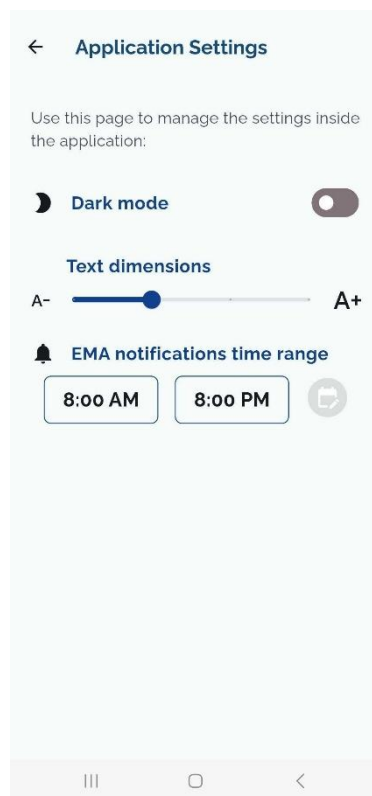 Application Settings
Use this page to manage the settings inside
the application:
Dark mode
Text dimensions
A- A+
EMA notifications time range
8:00 AM 8:00 PM